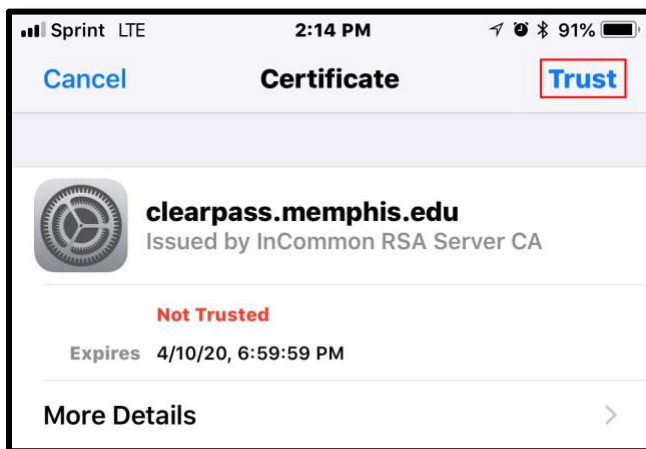 Sprint LTE 2:14 PM 91%
Cancel Certificate Trust
clearpass.memphis.edu
Issued by InCommon RSA Server CA
Not Trusted
Expires 4/10/20, 6:59:59 PM
More Details